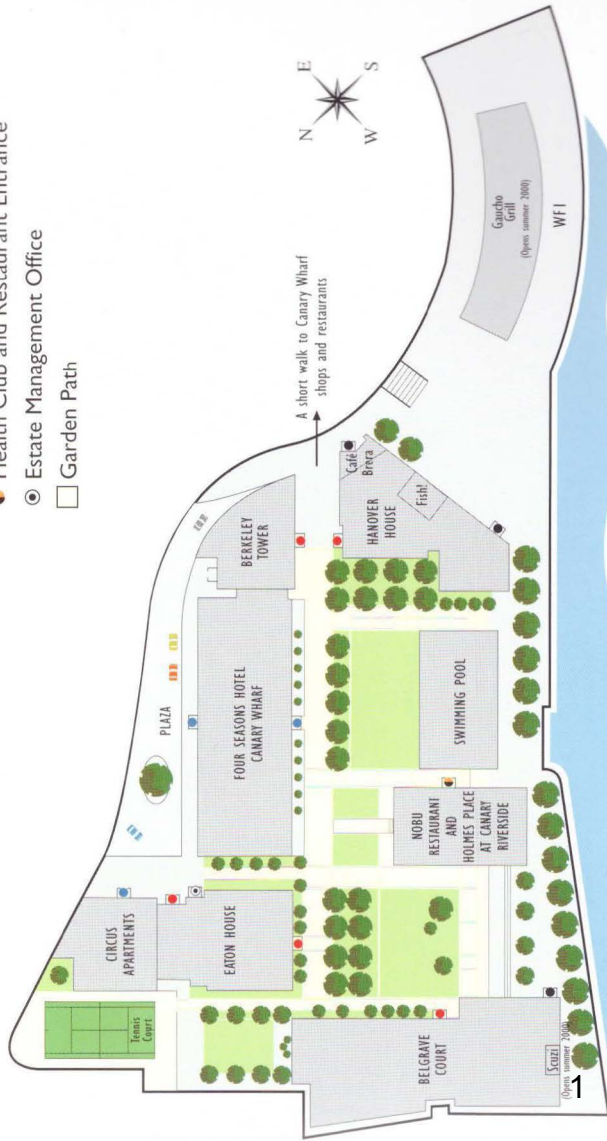 Health Club and Restaurant Entrance
Estate Management Office
Garden Path
N
E
S
W
A short walk to Canary Wharf
shops and restaurants
Gaucho
Grill
(Opens summer 2000)
WF1
Café
Brera
Fish!
HANOVER
HOUSE
BERKELEY
TOWER
PLAZA
FOUR SEASONS HOTEL
CANARY WHARF
SWIMMING POOL
NOBU
RESTAURANT
AND
HOLMES PLACE
AT CANARY
RIVERSIDE
CIRCUS
APARTMENTS
EATON HOUSE
Tennis
Court
BELGRAVE
COURT
Scuzi
(Opens summer 2000)
1